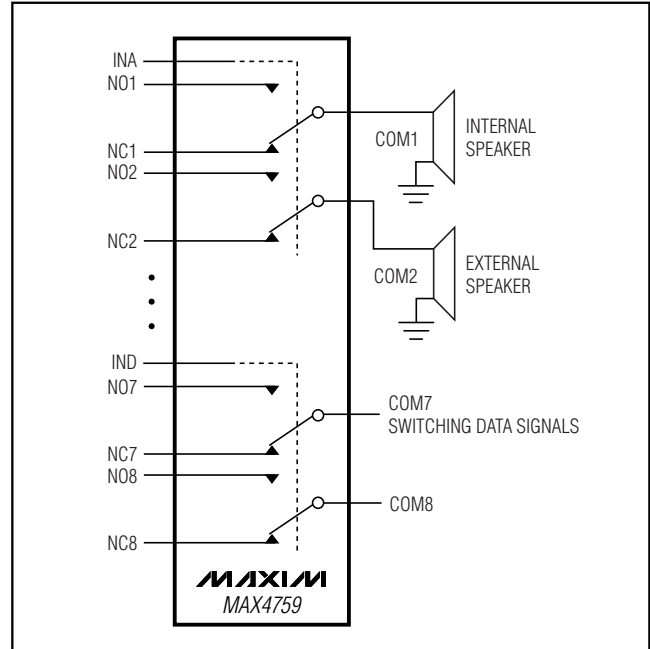 INA
NO1
NC1
NO2
NC2
COM1
INTERNAL
SPEAKER
COM2
EXTERNAL
SPEAKER
IND
NO7
NC7
NO8
NC8
COM7
SWITCHING DATA SIGNALS
COM8
MAXIM
MAX4759